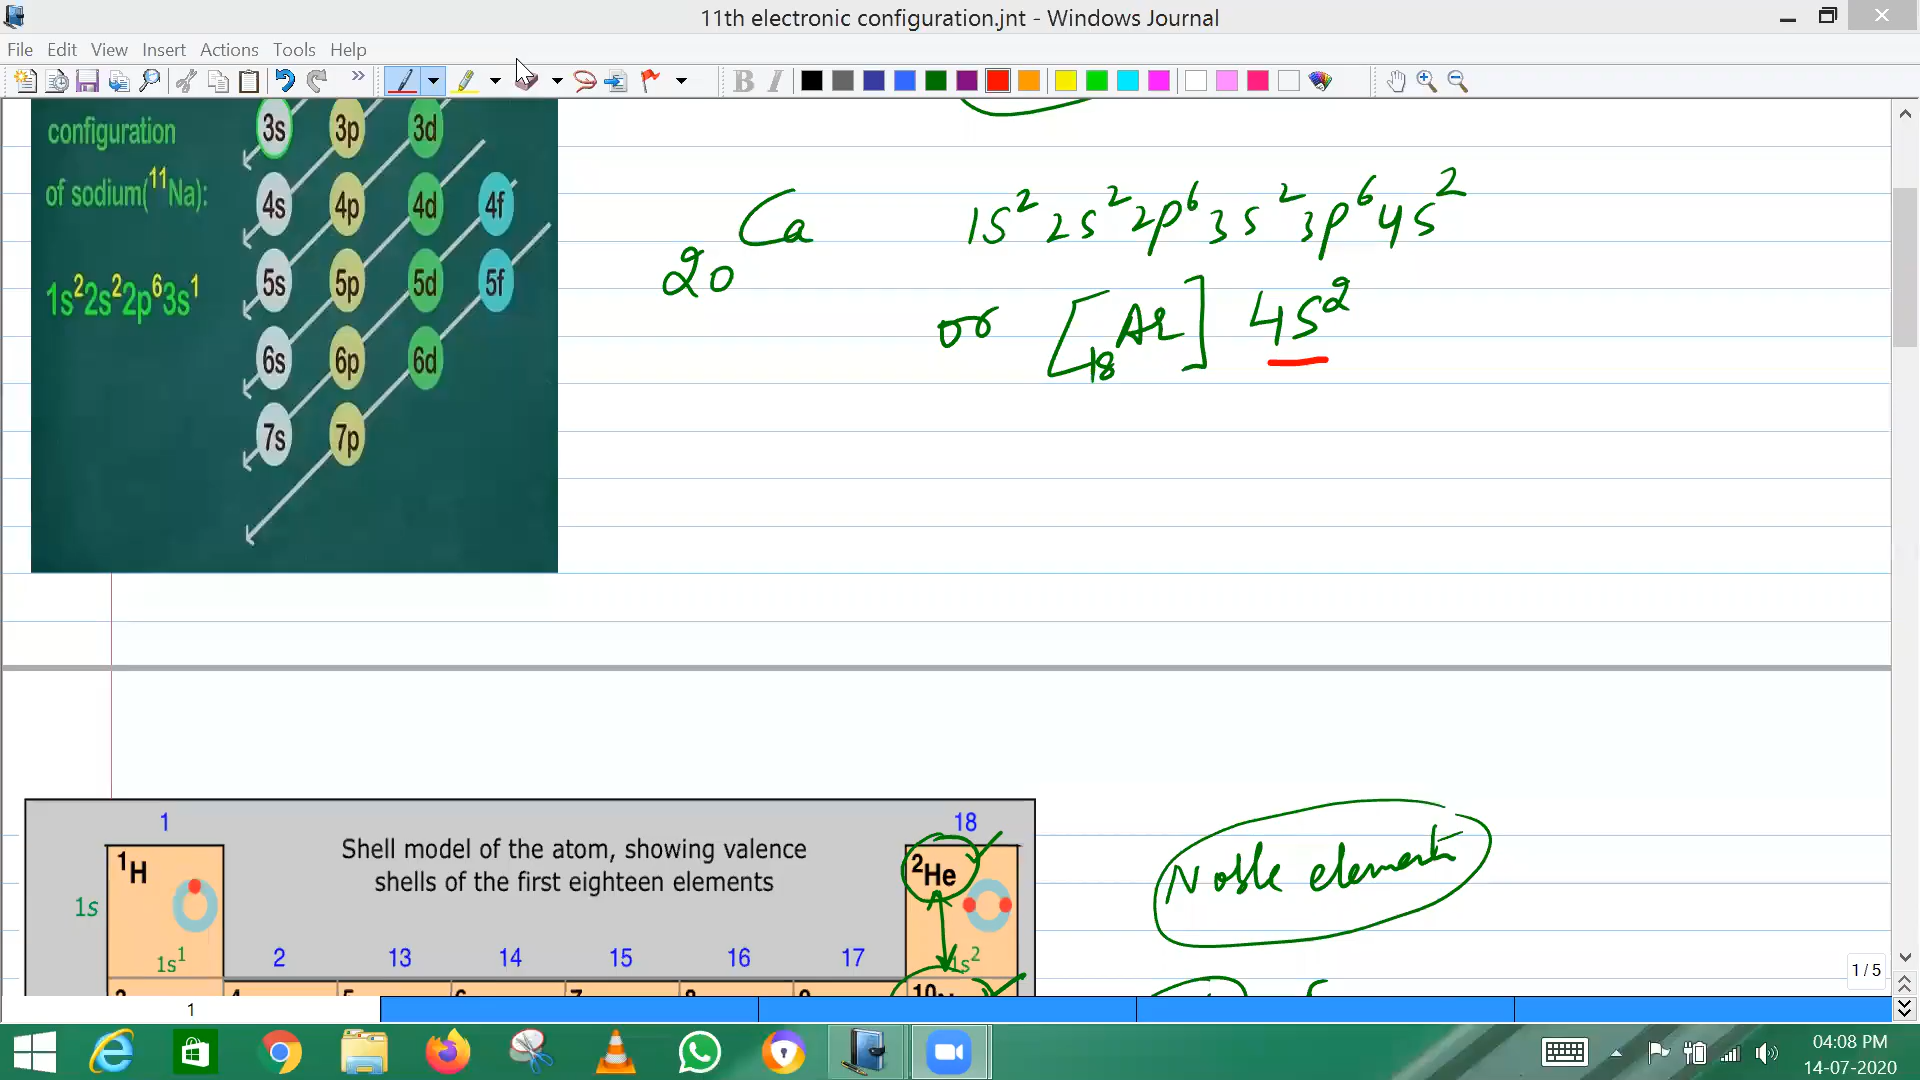 11th electronic configuration.jnt - Windows Journal
File Edit View Insert Actions Tools Help
B I
configuration
of sodium(¹¹Na):
1s²2s²2p⁶3s¹
3s 3p 3d
4s 4p 4d 4f
5s 5p 5d 5f
6s 6p 6d
7s 7p
₂₀Ca 1s² 2s² 2p⁶ 3s² 3p⁶ 4s²
or [₁₈Ar] 4s²
1 18
Shell model of the atom, showing valence
shells of the first eighteen elements
¹H
²He
1s
1s¹
1s²
2 13 14 15 16 17
10
Noble elements
1 / 5
1
04:08 PM
14-07-2020